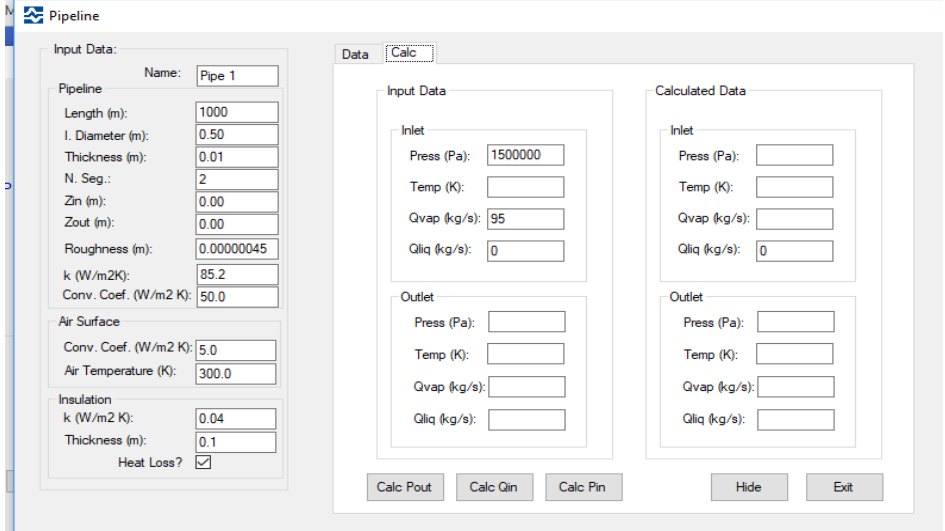 M
Pipeline
Input Data:
Name: Pipe 1
Pipeline
Length (m): 1000
I. Diameter (m): 0.50
Thickness (m): 0.01
N. Seg.: 2
Zin (m): 0.00
Zout (m): 0.00
Roughness (m): 0.00000045
k (W/m2K): 85.2
Conv. Coef. (W/m2 K): 50.0
Air Surface
Conv. Coef. (W/m2 K): 5.0
Air Temperature (K): 300.0
Insulation
k (W/m2 K): 0.04
Thickness (m): 0.1
Heat Loss?
Data Calc
Input Data
Inlet
Press (Pa): 1500000
Temp (K):
Qvap (kg/s): 95
Qliq (kg/s): 0
Outlet
Press (Pa):
Temp (K):
Qvap (kg/s):
Qliq (kg/s):
Calculated Data
Inlet
Press (Pa):
Temp (K):
Qvap (kg/s):
Qliq (kg/s): 0
Outlet
Press (Pa):
Temp (K):
Qvap (kg/s):
Qliq (kg/s):
Calc Pout Calc Qin Calc Pin Hide Exit